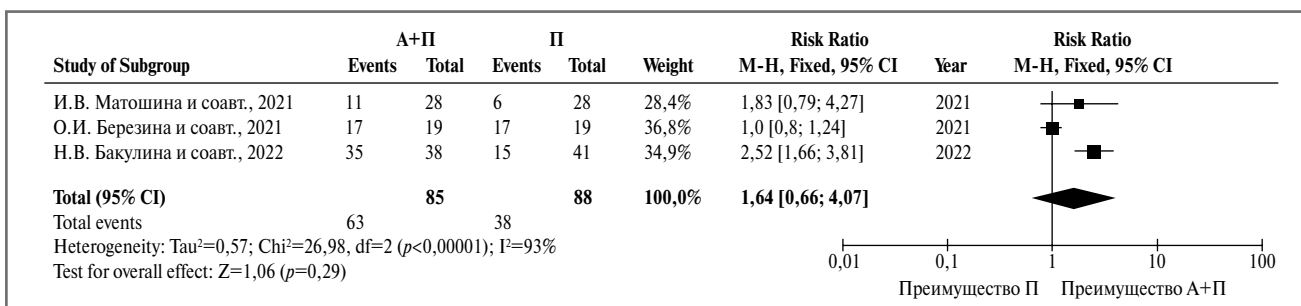 А+П П Risk Ratio Risk Ratio
Study of Subgroup Events Total Events Total Weight M-H, Fixed, 95% CI Year M-H, Fixed, 95% CI
И.В. Матошина и соавт., 2021 11 28 6 28 28,4% 1,83 [0,79; 4,27] 2021
О.И. Березина и соавт., 2021 17 19 17 19 36,8% 1,0 [0,8; 1,24] 2021
Н.В. Бакулина и соавт., 2022 35 38 15 41 34,9% 2,52 [1,66; 3,81] 2022
Total (95% CI) 85 88 100,0% 1,64 [0,66; 4,07]
Total events 63 38
Heterogeneity: Tau²=0,57; Chi²=26,98, df=2 (p<0,00001); I²=93%
Test for overall effect: Z=1,06 (p=0,29)
0,01 0,1 1 10 100
Преимущество П Преимущество А+П